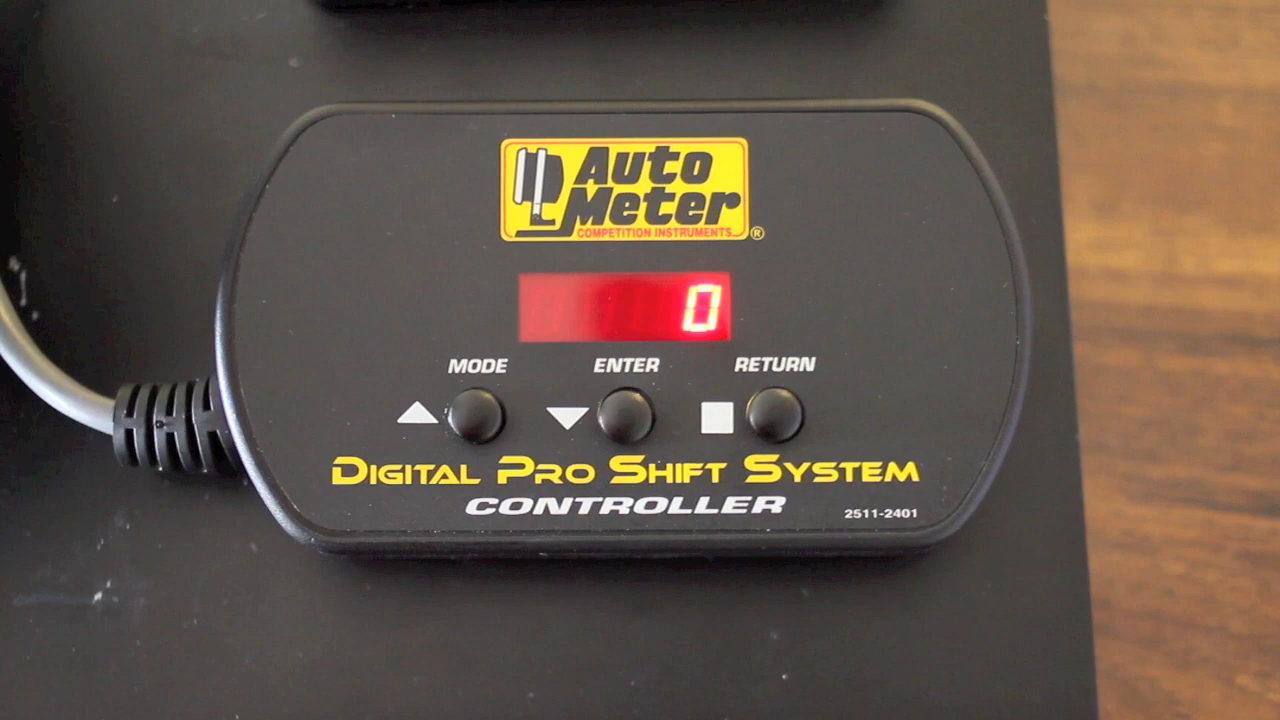 Auto
Meter
COMPETITION INSTRUMENTS
®
0
MODE ENTER RETURN
DIGITAL PRO SHIFT SYSTEM
CONTROLLER
2511-2401